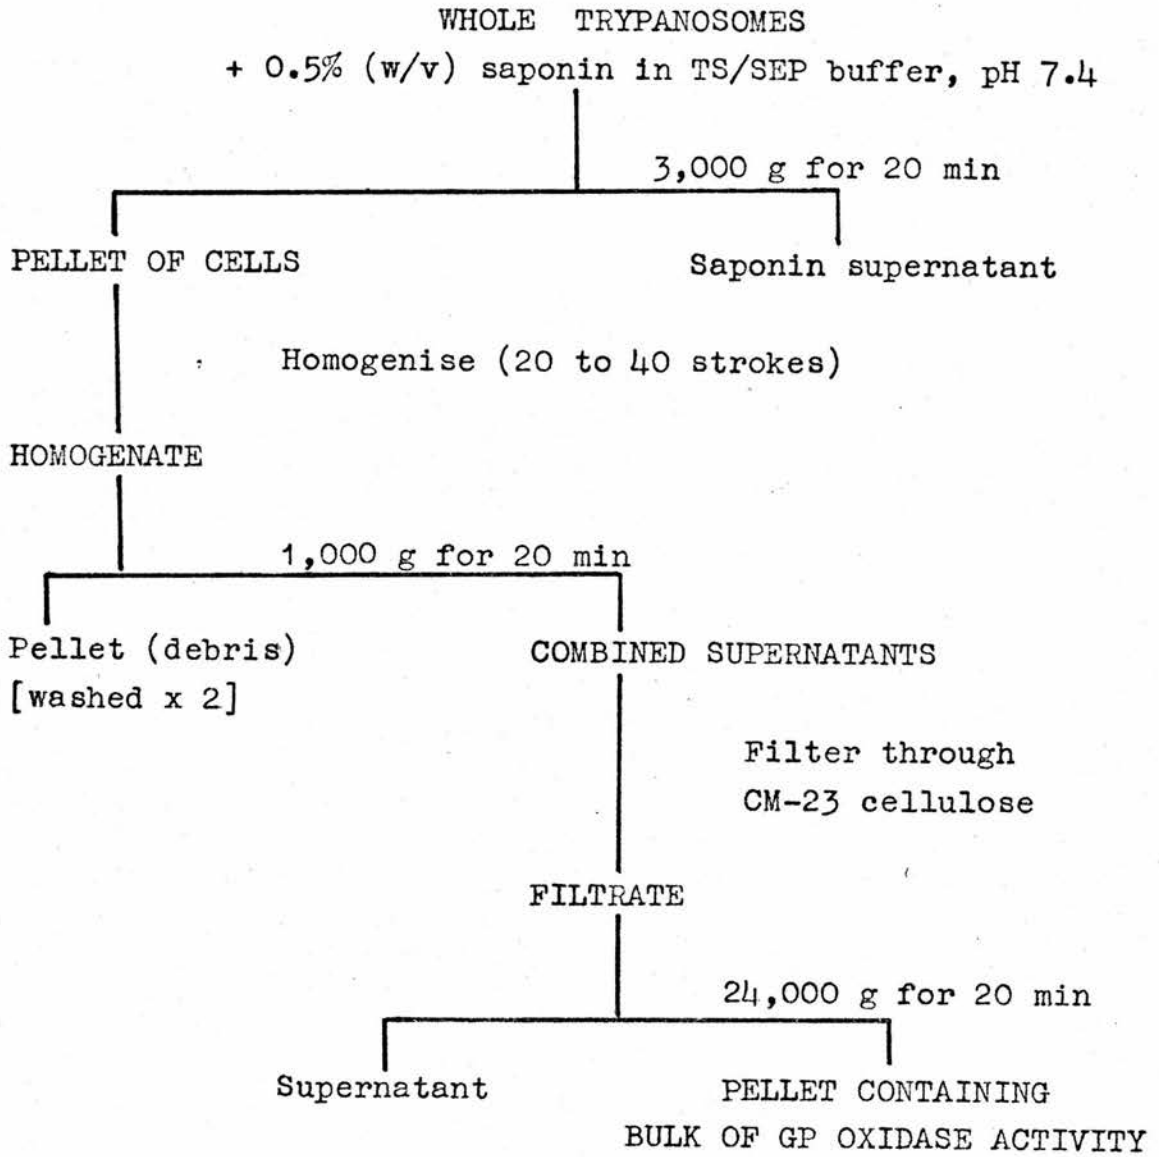 WHOLE TRYPANOSOMES
+ 0.5% (w/v) saponin in TS/SEP buffer, pH 7.4
3,000 g for 20 min
PELLET OF CELLS
Saponin supernatant
Homogenise (20 to 40 strokes)
HOMOGENATE
1,000 g for 20 min
Pellet (debris)
[washed x 2]
COMBINED SUPERNATANTS
Filter through
CM-23 cellulose
FILTRATE
24,000 g for 20 min
Supernatant
PELLET CONTAINING
BULK OF GP OXIDASE ACTIVITY